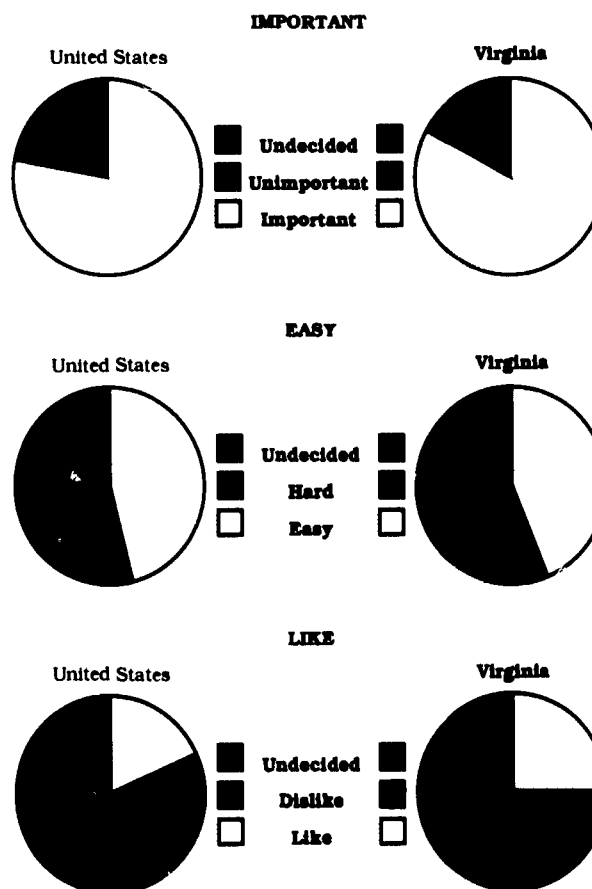 IMPORTANT
United States
Virginia
Undecided
Unimportant
Important
EASY
United States
Virginia
Undecided
Hard
Easy
LIKE
United States
Virginia
Undecided
Dislike
Like